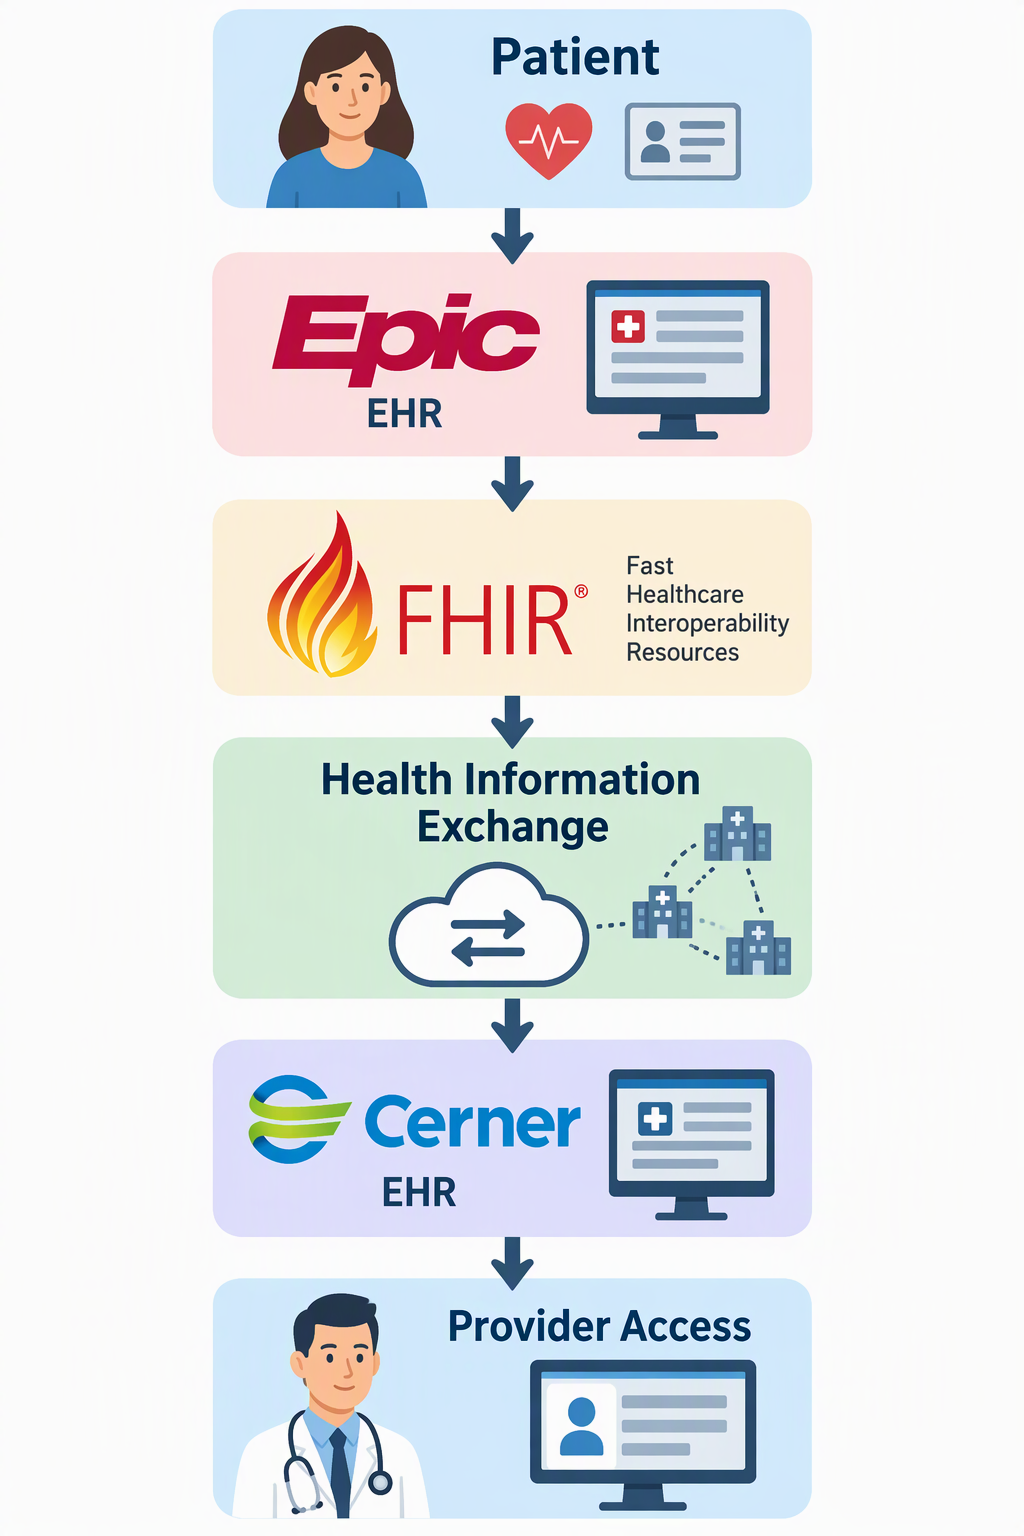 Patient
Epic
EHR
FHIR®
Fast
Healthcare
Interoperability
Resources
Health Information
Exchange
Cerner
EHR
Provider Access